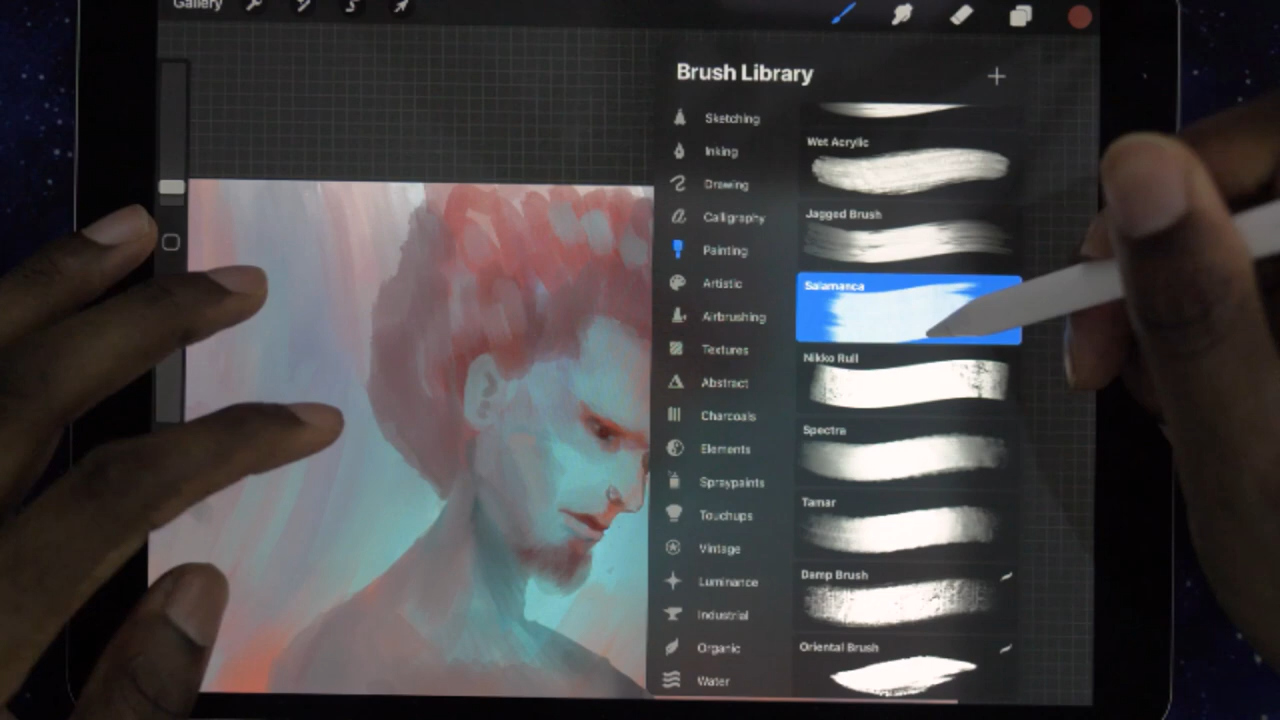 Gallery
Brush Library
Sketching
Inking
Drawing
Calligraphy
Painting
Artistic
Airbrushing
Textures
Abstract
Charcoals
Elements
Spraypaints
Touchups
Vintage
Luminance
Industrial
Organic
Water
Wet Acrylic
Jagged Brush
Salamanca
Nikko Rull
Spectra
Tamar
Damp Brush
Oriental Brush